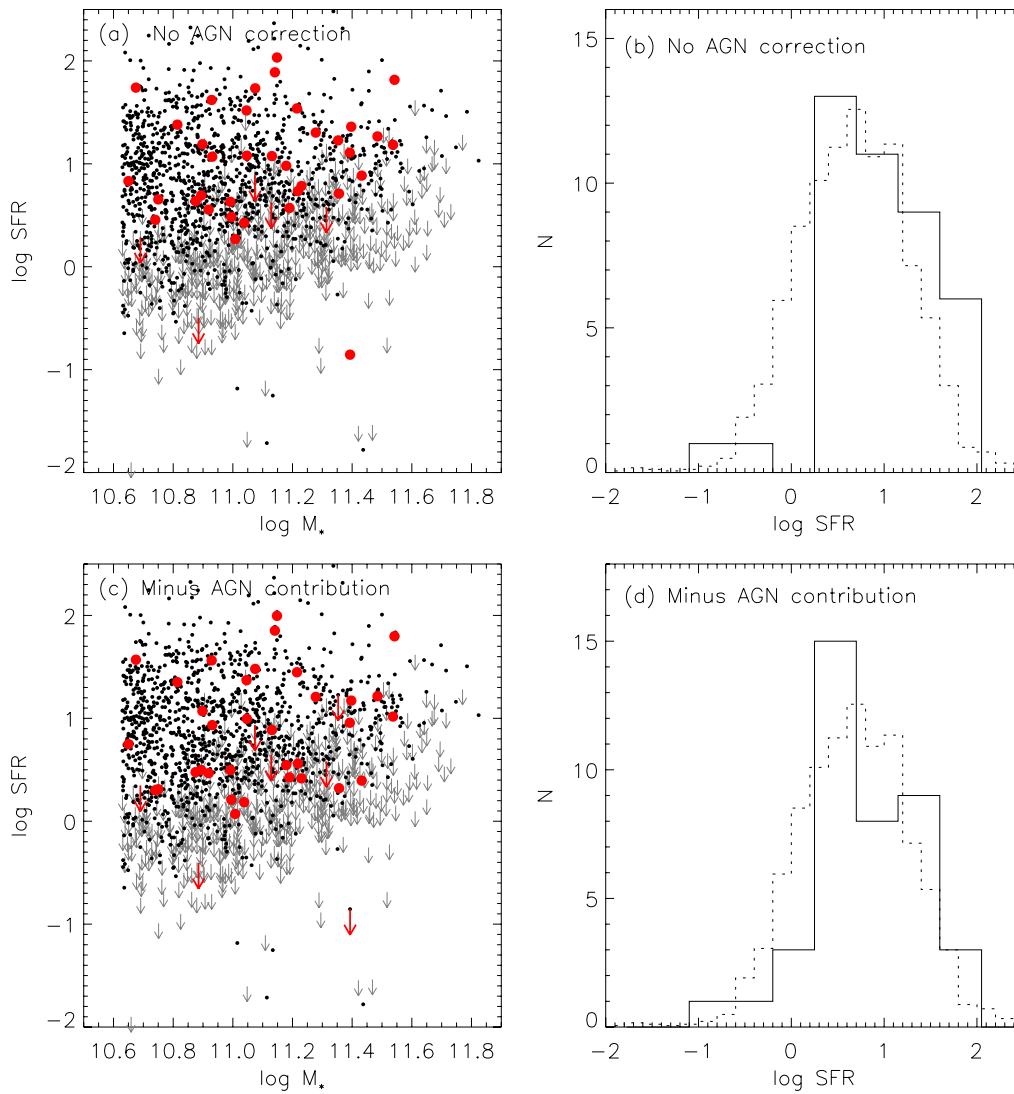 (a) No AGN correction
2
1
0
−1
−2
log SFR
10.6 10.8 11.0 11.2 11.4 11.6 11.8
log M*
(b) No AGN correction
15
10
5
0
N
−2 −1 0 1 2
log SFR
(c) Minus AGN contribution
2
1
0
−1
−2
log SFR
10.6 10.8 11.0 11.2 11.4 11.6 11.8
log M*
(d) Minus AGN contribution
15
10
5
0
N
−2 −1 0 1 2
log SFR